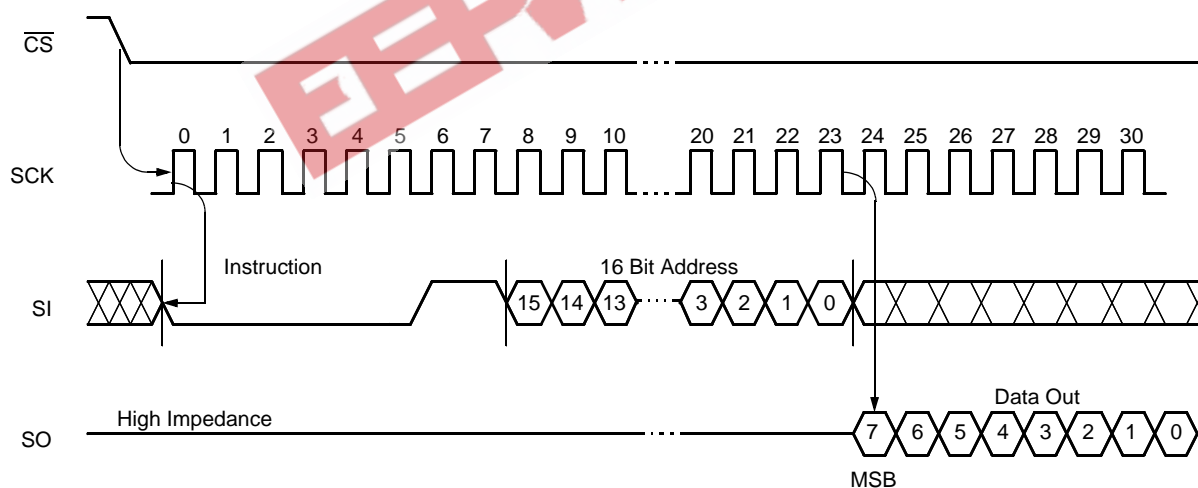 CS
0 1 2 3 4 5 6 7 8 9 10 20 21 22 23 24 25 26 27 28 29 30
SCK
Instruction
16 Bit Address
SI
15 14 13 3 2 1 0
High Impedance
Data Out
SO
7 6 5 4 3 2 1 0
MSB